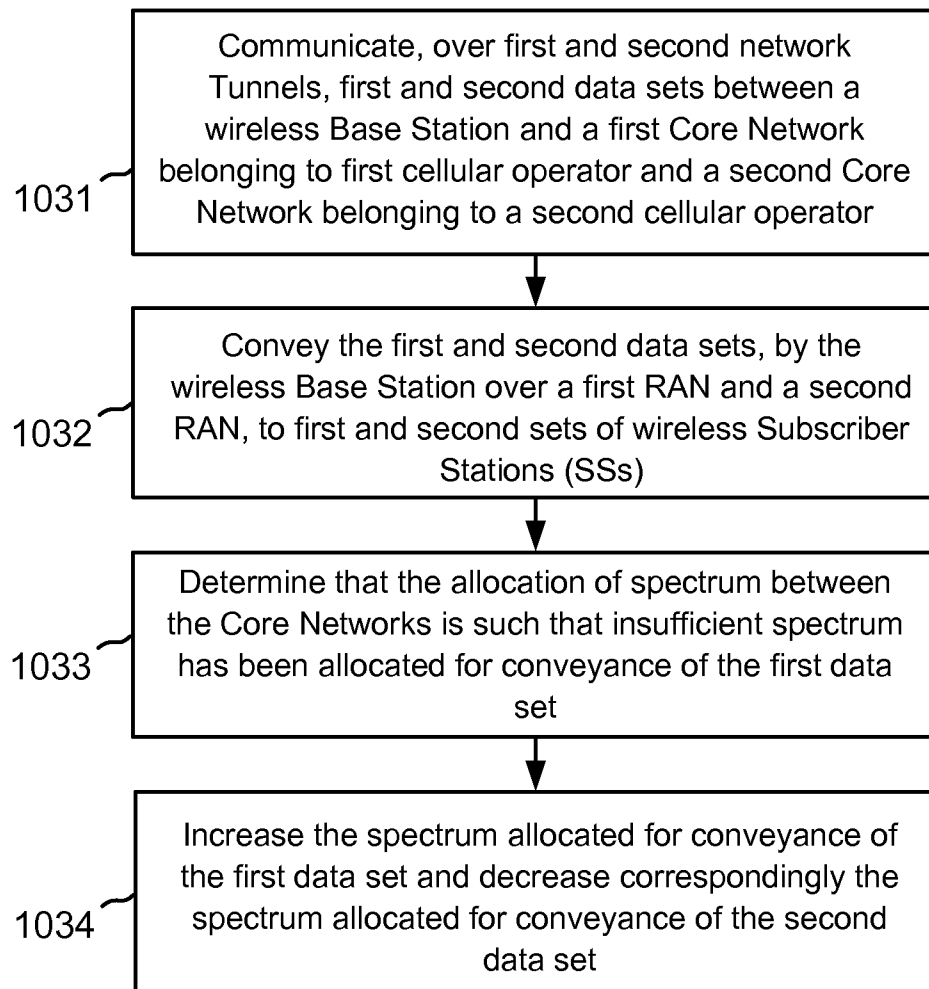 Communicate, over first and second network
Tunnels, first and second data sets between a
wireless Base Station and a first Core Network
belonging to first cellular operator and a second Core
Network belonging to a second cellular operator
1031
Convey the first and second data sets, by the
wireless Base Station over a first RAN and a second
RAN, to first and second sets of wireless Subscriber
Stations (SSs)
1032
Determine that the allocation of spectrum between
the Core Networks is such that insufficient spectrum
has been allocated for conveyance of the first data
set
1033
Increase the spectrum allocated for conveyance of
the first data set and decrease correspondingly the
spectrum allocated for conveyance of the second
data set
1034